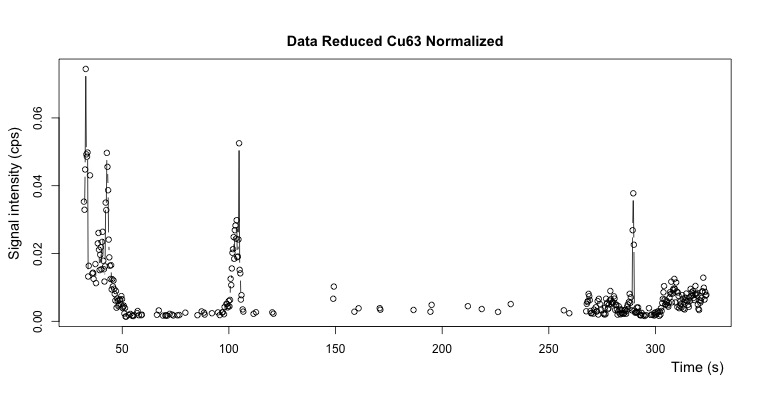 Data Reduced Cu63 Normalized
Signal intensity (cps)
0.06
0.04
0.02
0.00
50 100 150 200 250 300
Time (s)